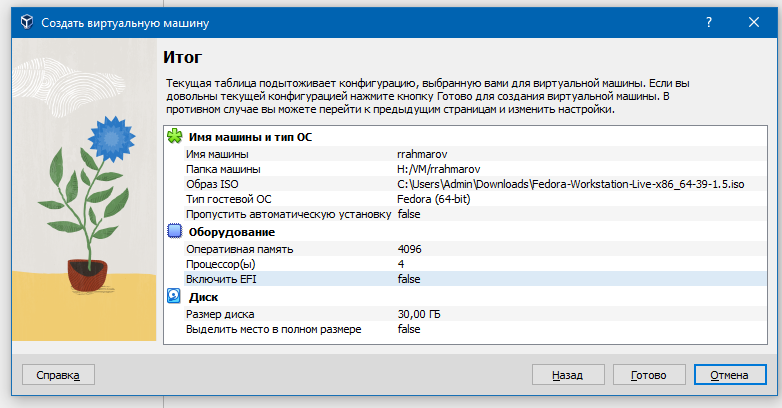 Создать виртуальную машину
?
Итог
Текущая таблица подытоживает конфигурацию, выбранную вами для виртуальной машины. Если вы
довольны текущей конфигурацией нажмите кнопку Готово для создания виртуальной машины. В
противном случае вы можете перейти к предыдущим страницам и изменить настройки.
Имя машины и тип ОС
Имя машины rrahmarov
Папка машины H:/VM/rrahmarov
Образ ISO C:\Users\Admin\Downloads\Fedora-Workstation-Live-x86_64-39-1.5.iso
Тип гостевой ОС Fedora (64-bit)
Пропустить автоматическую установку false
Оборудование
Оперативная память 4096
Процессор(ы) 4
Включить EFI false
Диск
Размер диска 30,00 ГБ
Выделить место в полном размере false
Справка Назад Готово Отмена